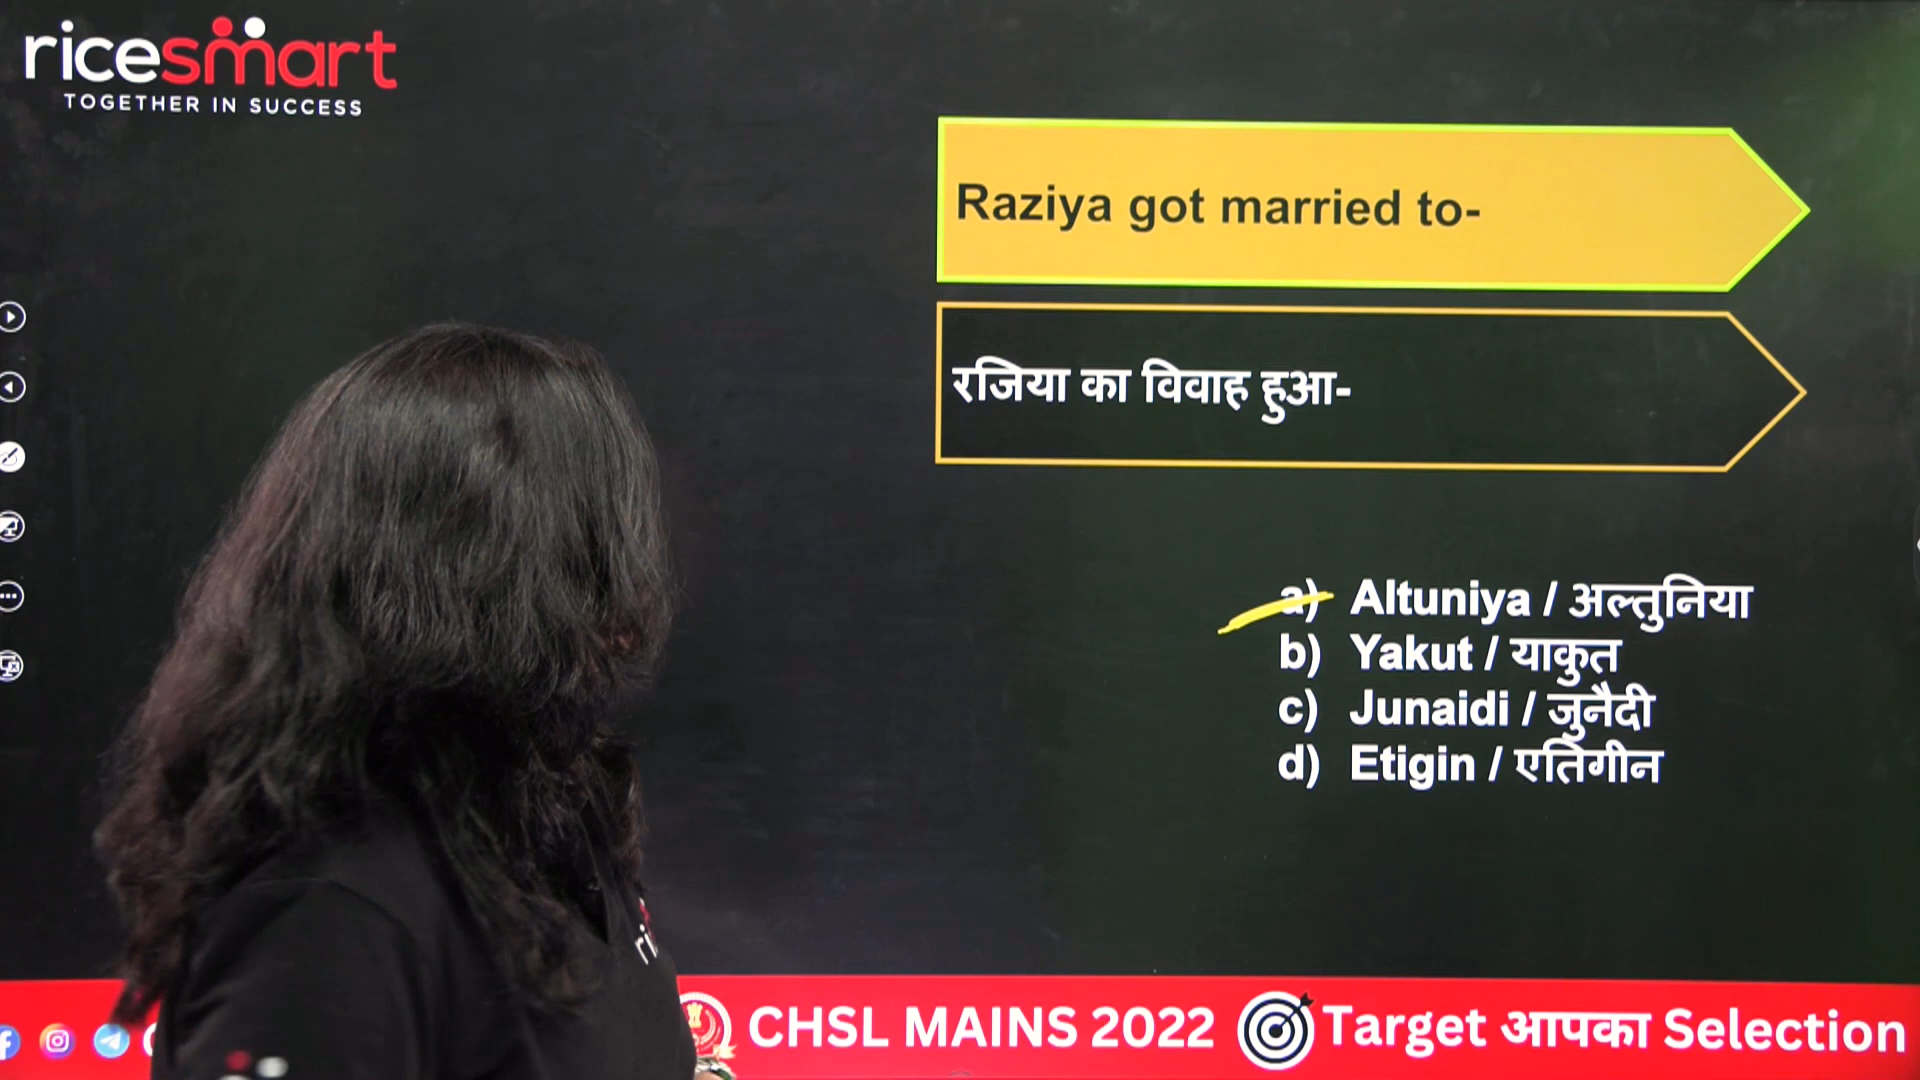 ricesmart
TOGETHER IN SUCCESS
Raziya got married to-
रजिया का विवाह हुआ-
a) Altuniya / अल्तुनिया
b) Yakut / याकुत
c) Junaidi / जुनैदी
d) Etigin / एतिगीन
CHSL MAINS 2022 Target आपका Selection